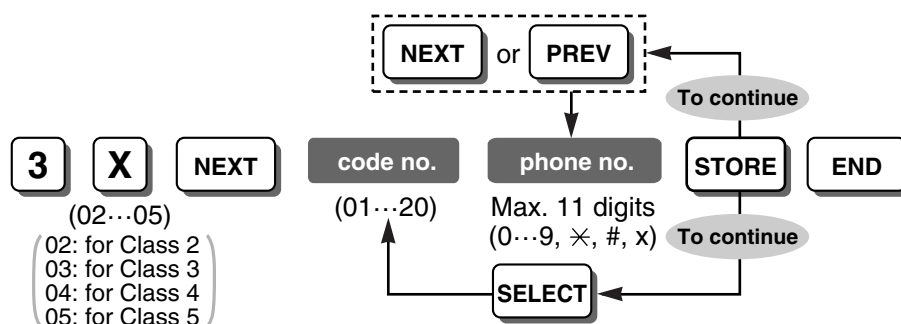 NEXT or PREV
To continue
3 X NEXT code no. phone no. STORE END
(02···05) (01···20) Max. 11 digits
(0···9, ✳, #, x) To continue
02: for Class 2
03: for Class 3
04: for Class 4
05: for Class 5
SELECT